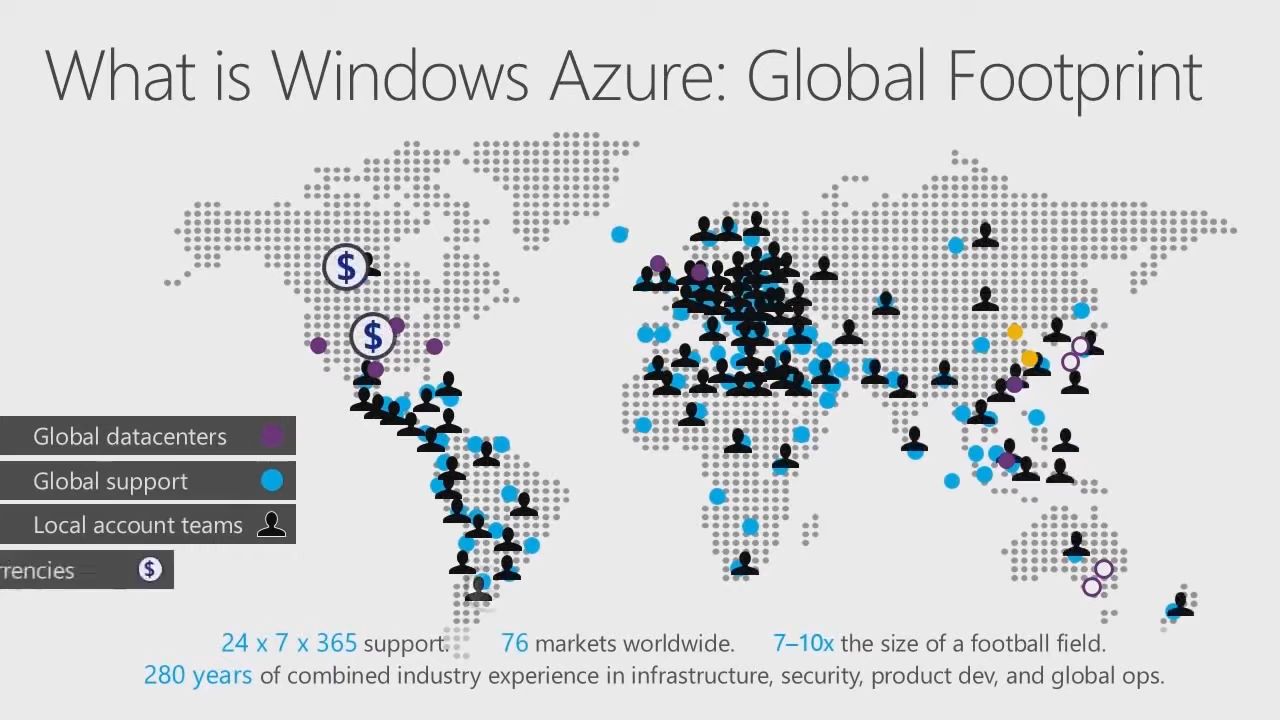 What is Windows Azure: Global Footprint
$
$
Global datacenters
Global support
Local account teams
rrencies $
24 x 7 x 365 support. 76 markets worldwide. 7–10x the size of a football field.
280 years of combined industry experience in infrastructure, security, product dev, and global ops.